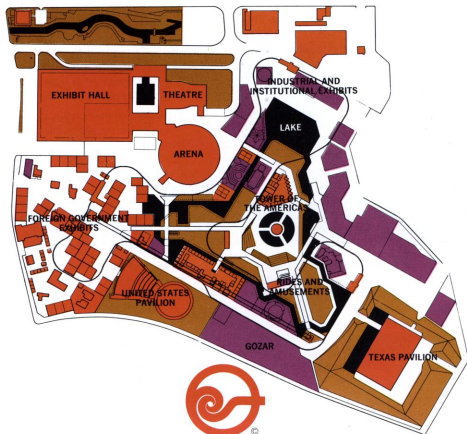 INDUSTRIAL AND
INSTITUTIONAL EXHIBITS
EXHIBIT HALL
THEATRE
LAKE
ARENA
TOWER OF
THE AMERICAS
FOREIGN GOVERNMENT
EXHIBITS
RIDES AND
AMUSEMENTS
UNITED STATES
PAVILION
GOZAR
TEXAS PAVILION
©